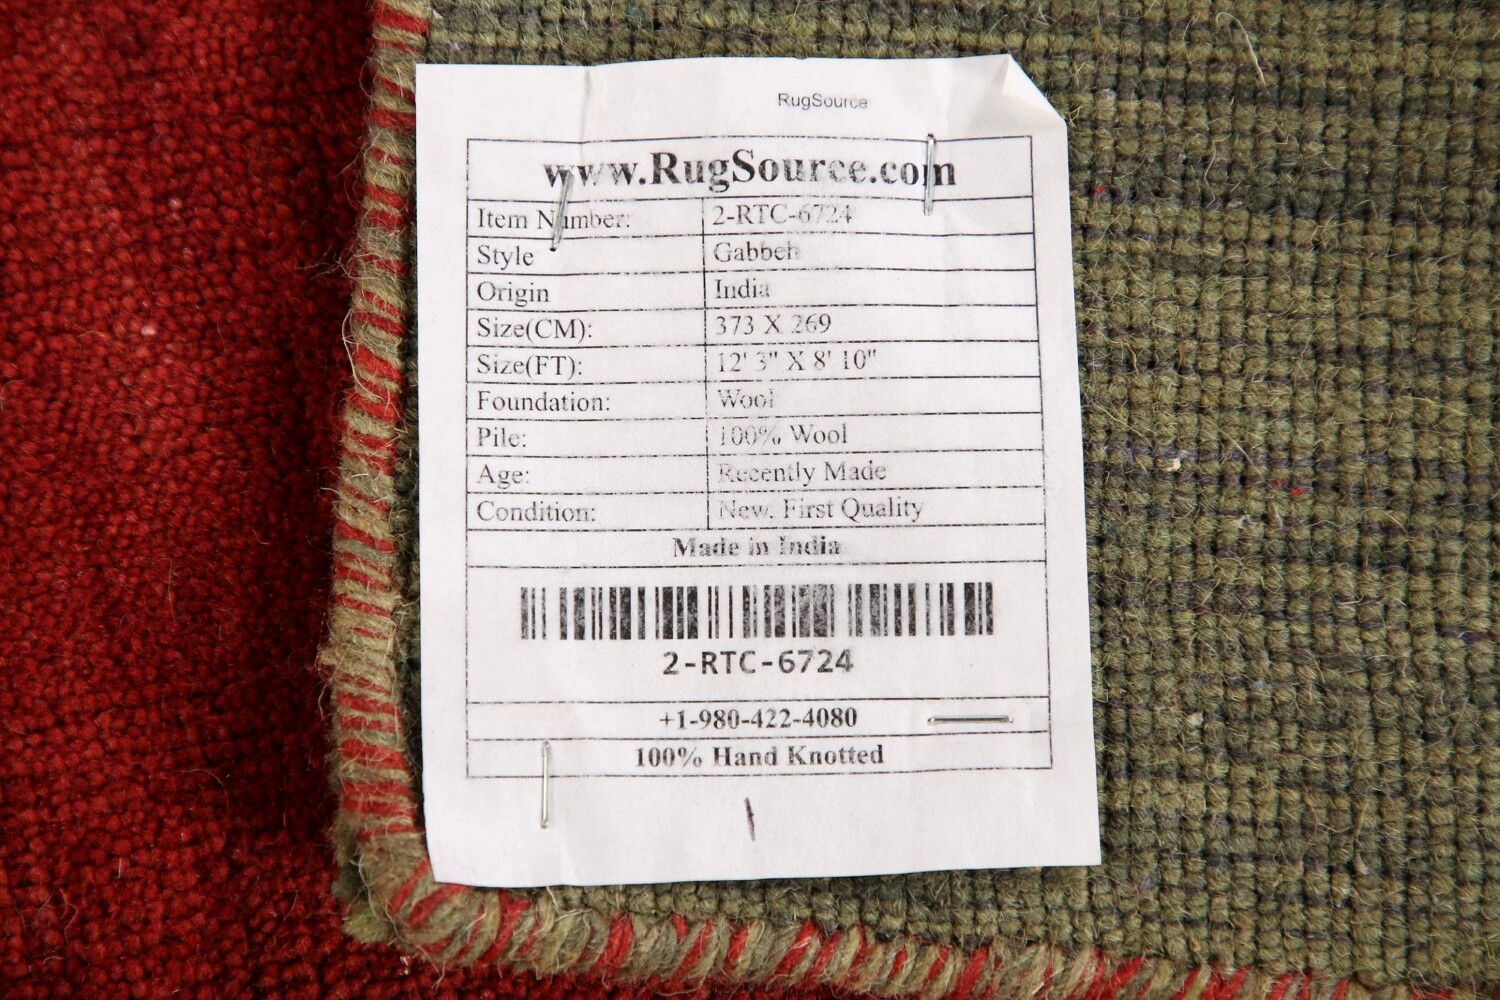 RugSource
www.RugSource.com
Item Number: 2-RTC-6724
Style Gabbeh
Origin India
Size(CM): 373 X 269
Size(FT): 12' 3" X 8' 10"
Foundation: Wool
Pile: 100% Wool
Age: Recently Made
Condition: New, First Quality
Made in India
2-RTC-6724
+1-980-422-4080
100% Hand Knotted